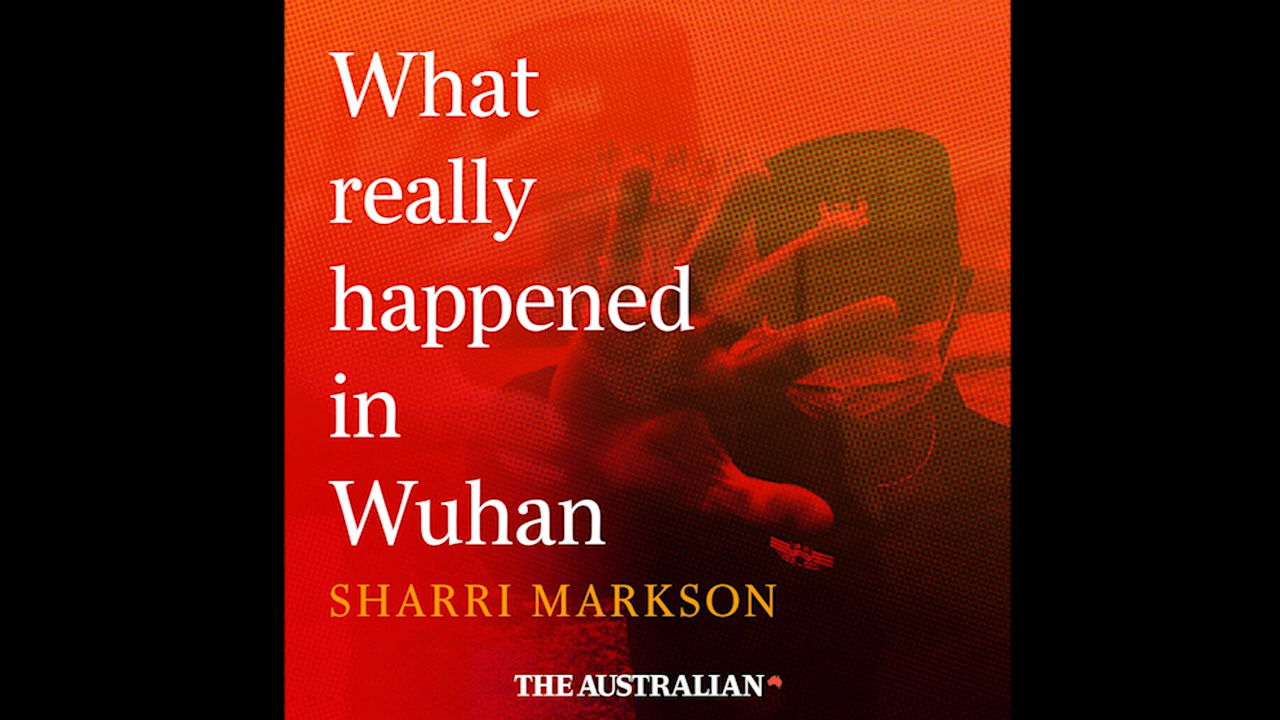 What
really
happened
in
Wuhan
SHARRI MARKSON
THE AUSTRALIAN